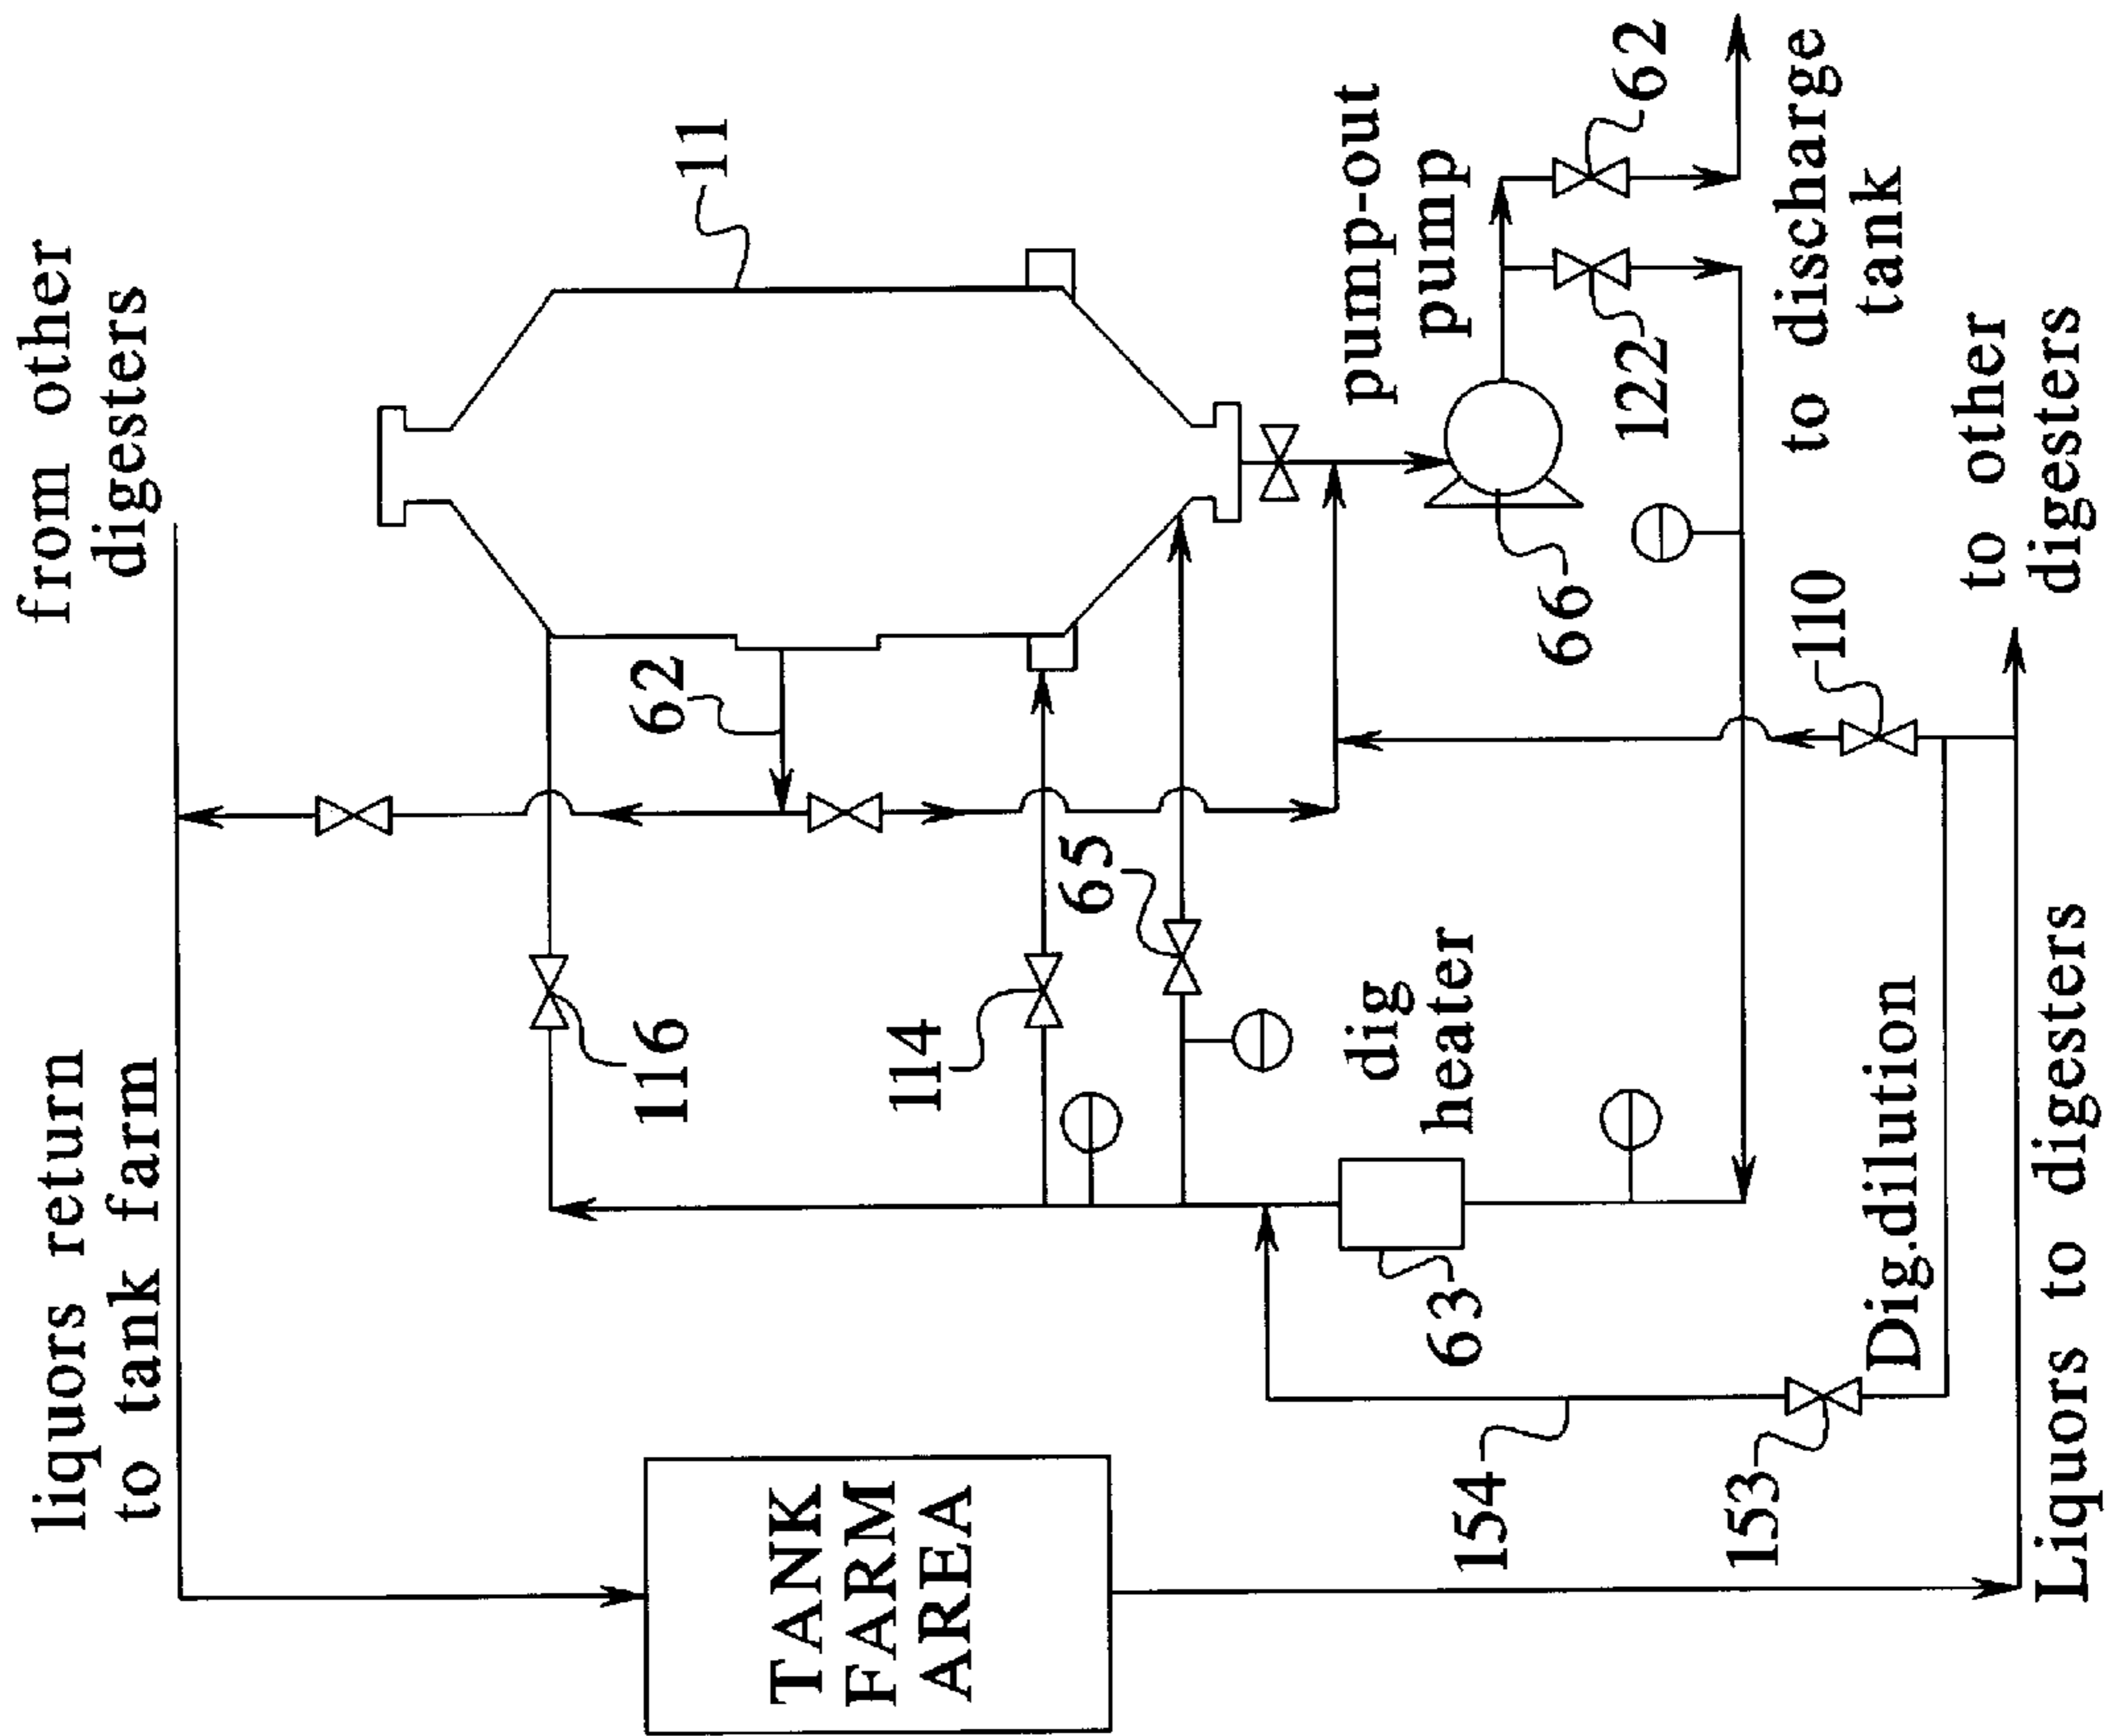 from other
digesters
liquors return
to tank farm
11
62
116
114
65
dig
heater
63
TANK
FARM
AREA
pump-out
pump
66
62
122
to discharge
tank
110
to other
digesters
Dig.dilution
154
153
Liquors to digesters